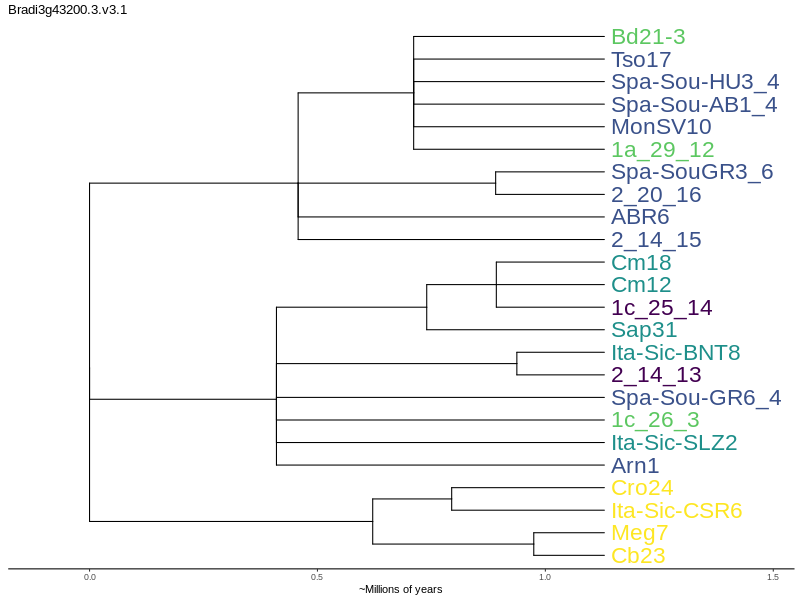 Bradi3g43200.3.v3.1
Bd21-3
Tso17
Spa-Sou-HU3_4
Spa-Sou-AB1_4
MonSV10
1a_29_12
Spa-SouGR3_6
2_20_16
ABR6
2_14_15
Cm18
Cm12
1c_25_14
Sap31
Ita-Sic-BNT8
2_14_13
Spa-Sou-GR6_4
1c_26_3
Ita-Sic-SLZ2
Arn1
Cro24
Ita-Sic-CSR6
Meg7
Cb23
0.0 0.5 1.0 1.5
~Millions of years